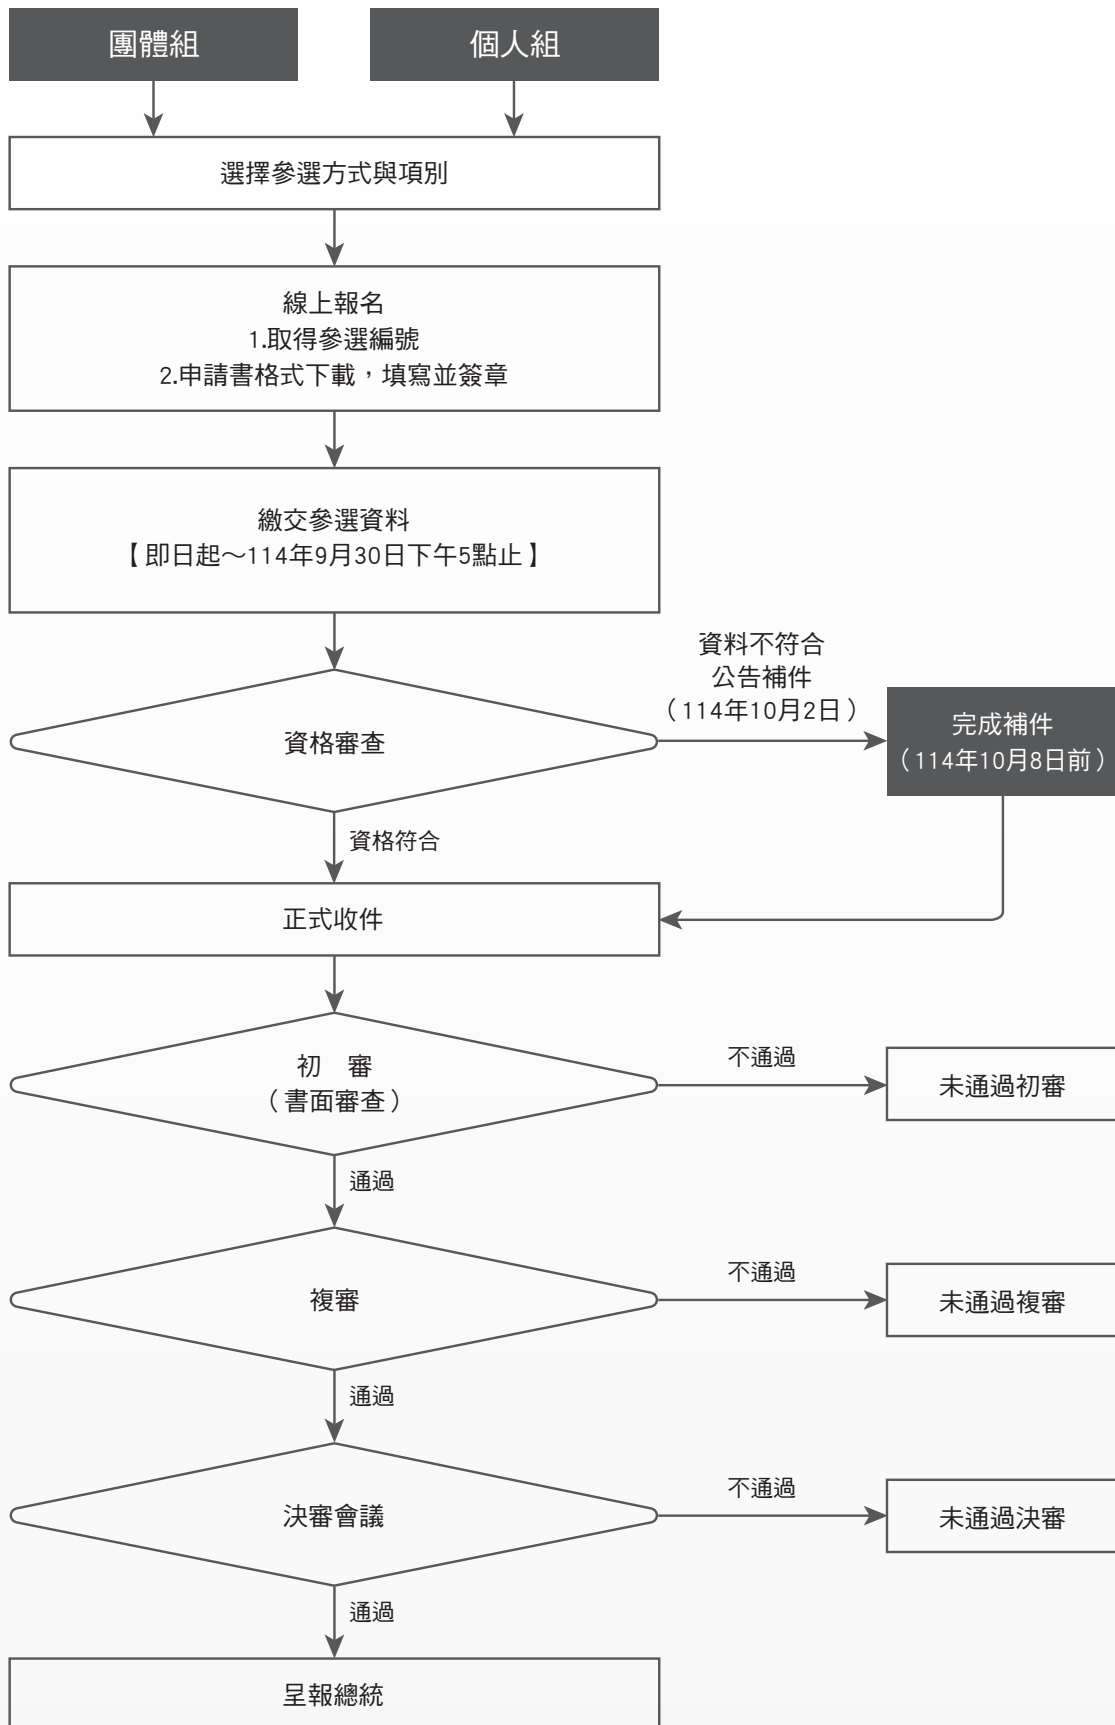 團體組
個人組
選擇參選方式與項別
線上報名
1.取得參選編號
2.申請書格式下載，填寫並簽章
繳交參選資料
【即日起～114年9月30日下午5點止】
資料不符合
公告補件
（114年10月2日）
資格審查
完成補件
（114年10月8日前）
資格符合
正式收件
初　審
（書面審查）
不通過
未通過初審
通過
複審
不通過
未通過複審
通過
決審會議
不通過
未通過決審
通過
呈報總統